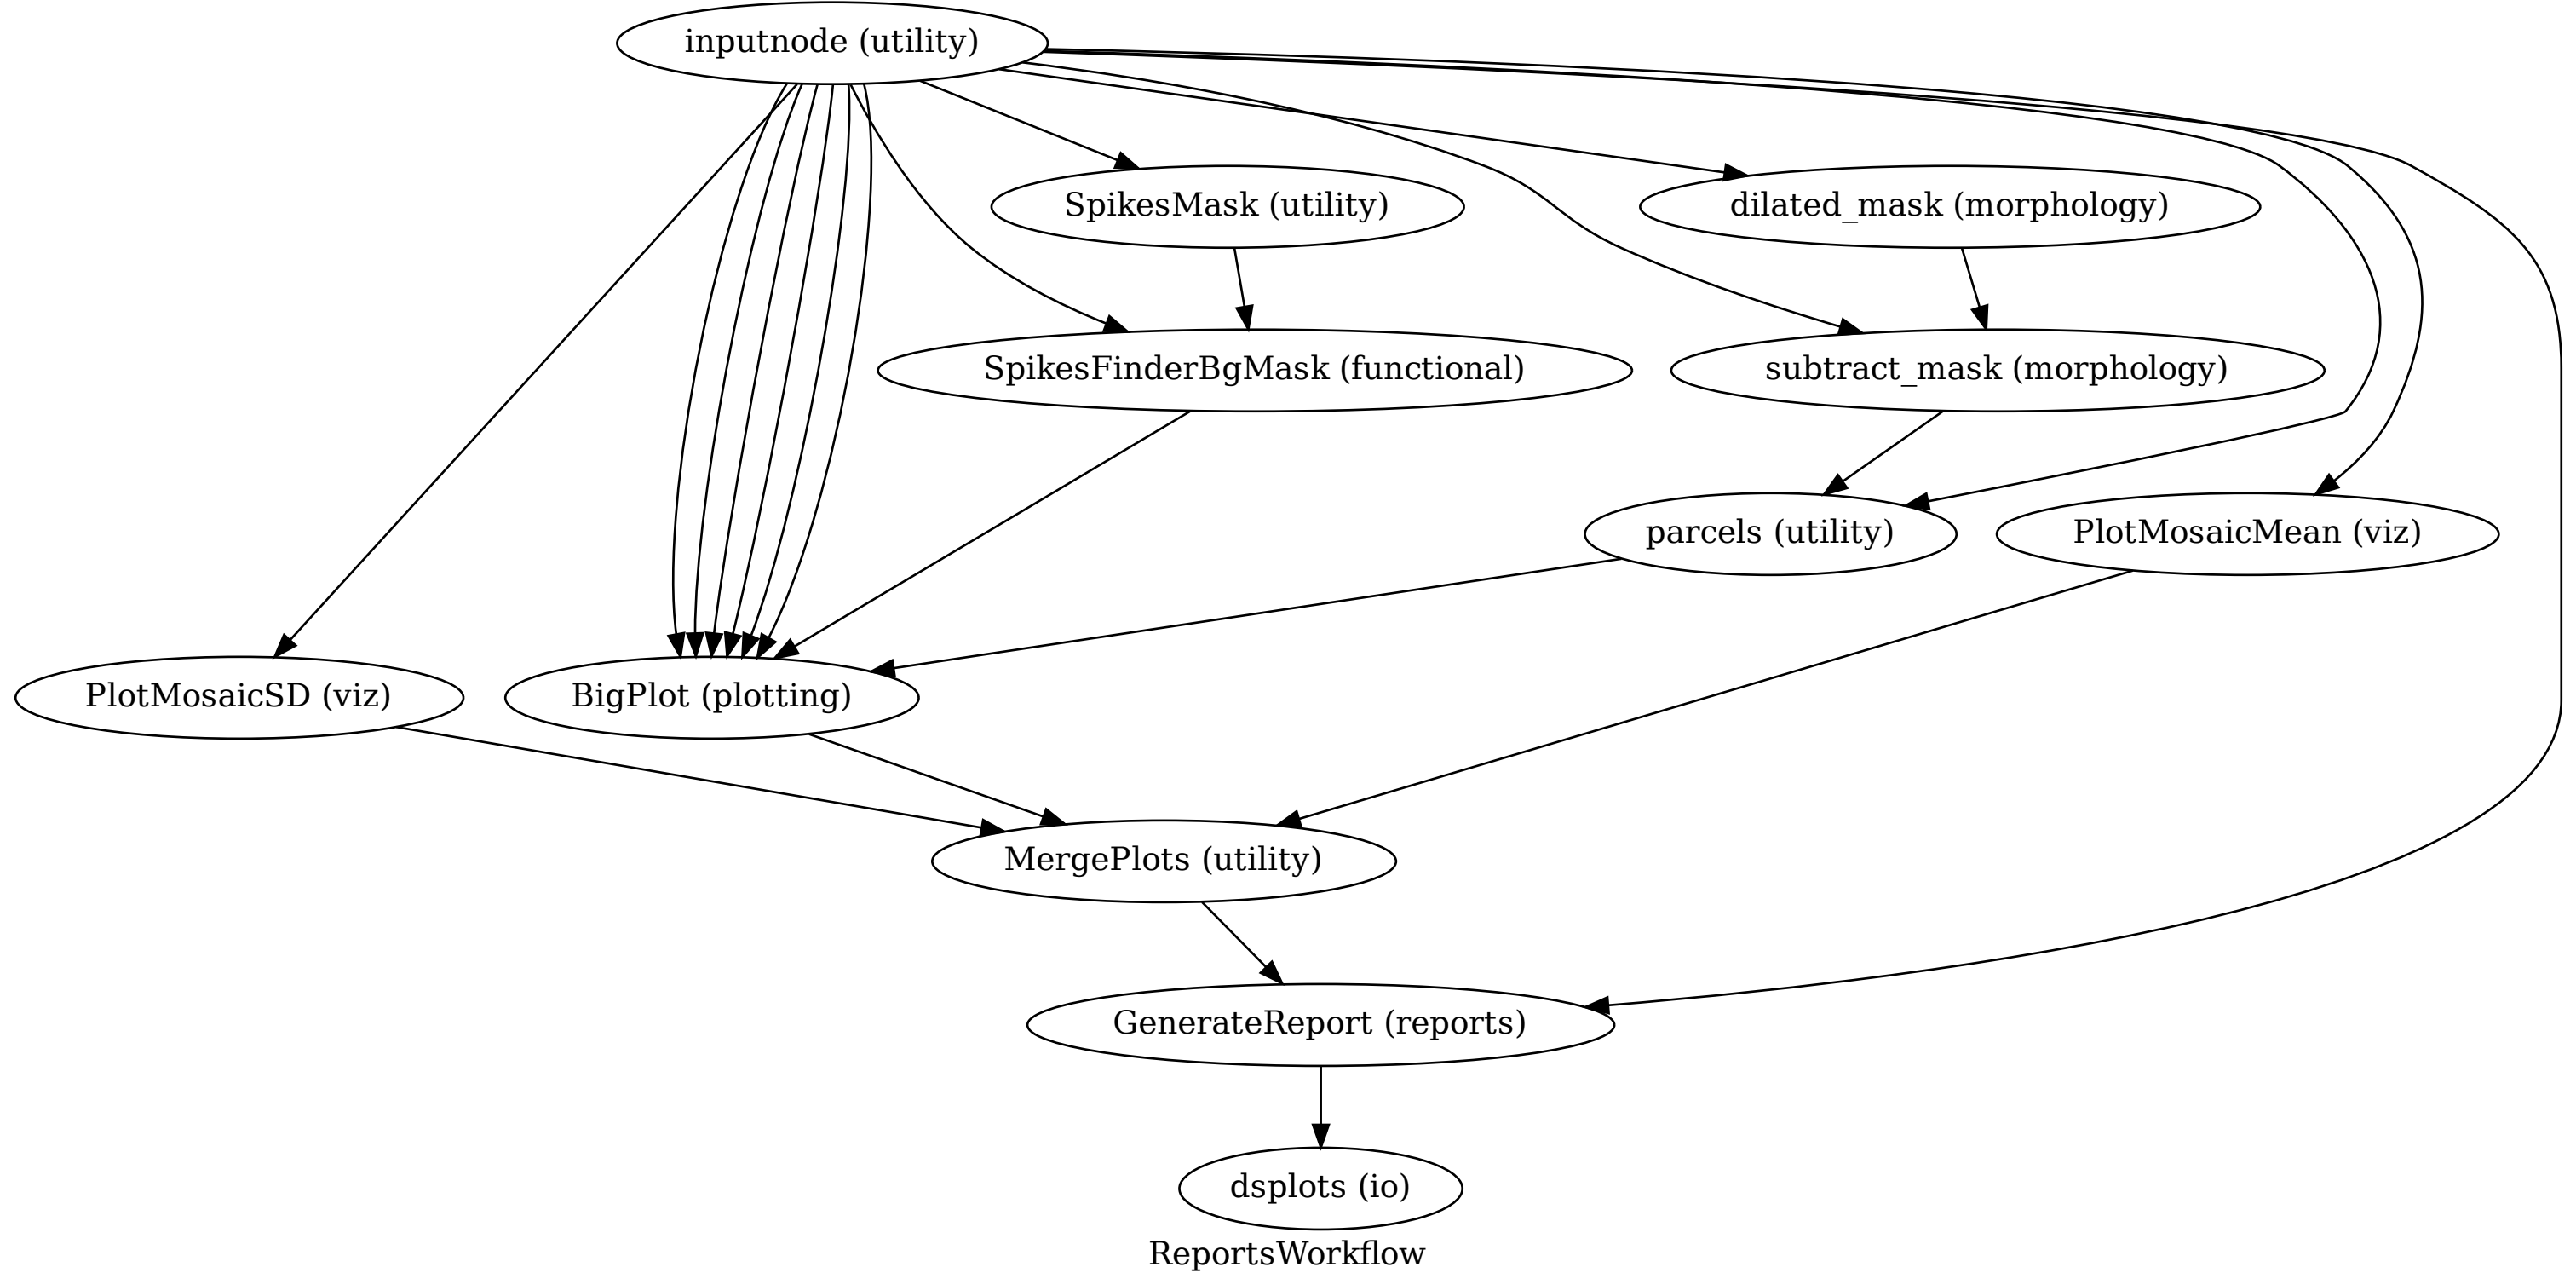 inputnode (utility)
SpikesMask (utility)
dilated_mask (morphology)
SpikesFinderBgMask (functional)
subtract_mask (morphology)
parcels (utility)
PlotMosaicMean (viz)
PlotMosaicSD (viz)
BigPlot (plotting)
MergePlots (utility)
GenerateReport (reports)
dsplots (io)
ReportsWorkflow